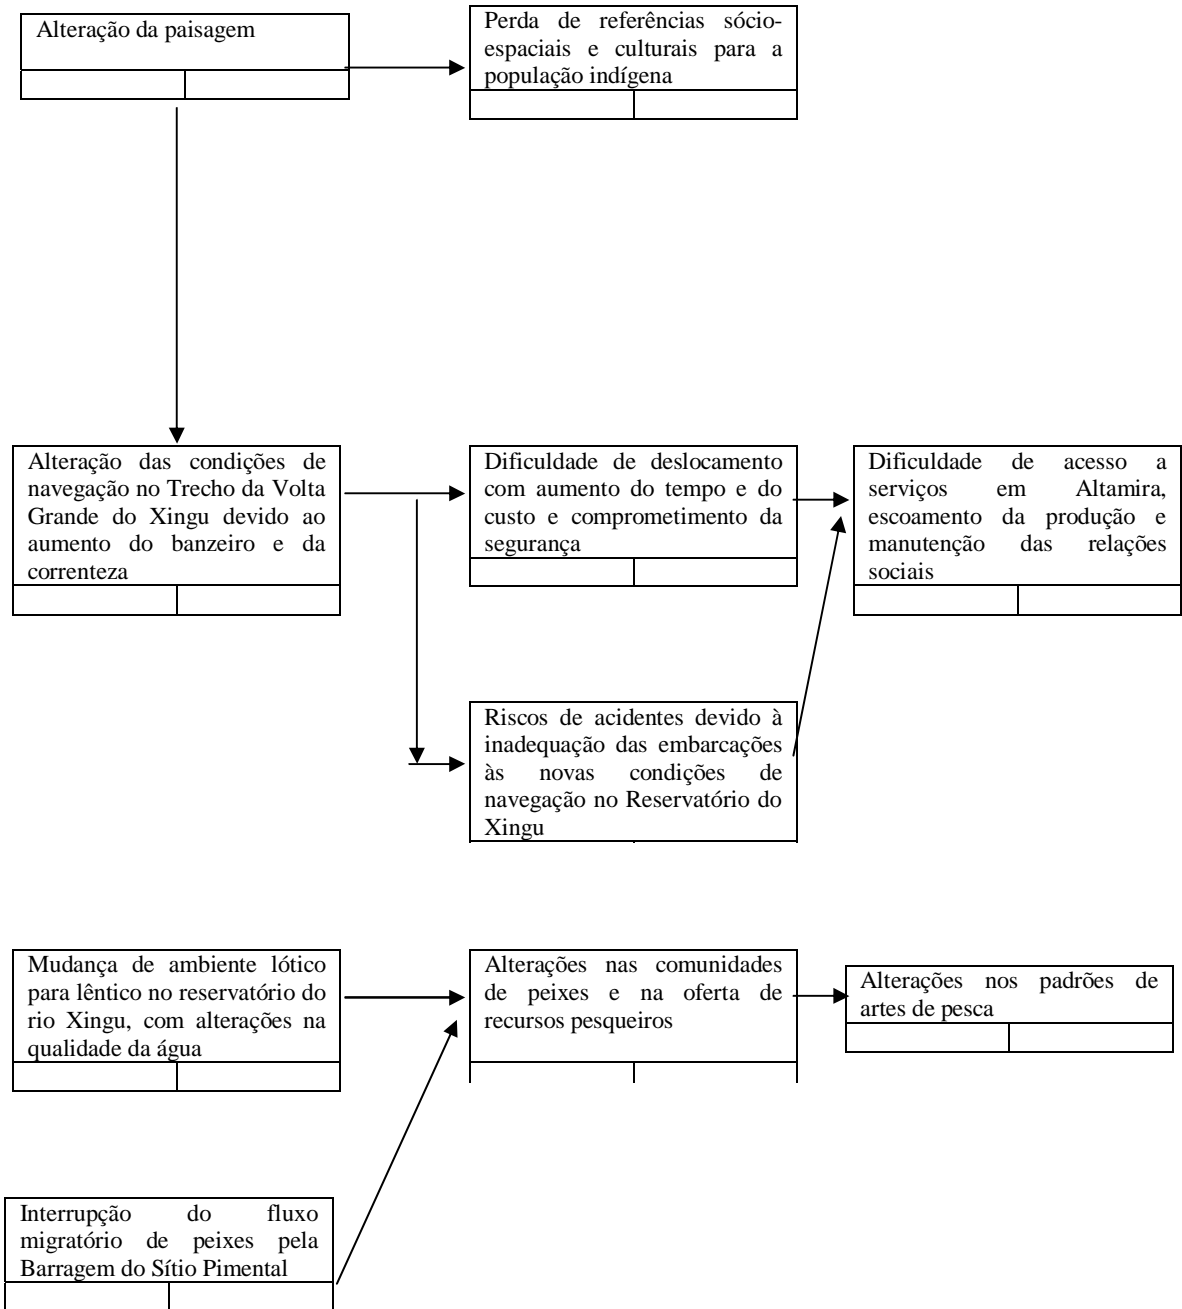 Alteração da paisagem
Perda de referências sócio-
espaciais e culturais para a
população indígena
Alteração das condições de
navegação no Trecho da Volta
Grande do Xingu devido ao
aumento do banzeiro e da
correnteza
Dificuldade de deslocamento
com aumento do tempo e do
custo e comprometimento da
segurança
Dificuldade de acesso a
serviços em Altamira,
escoamento da produção e
manutenção das relações
sociais
Riscos de acidentes devido à
inadequação das embarcações
às novas condições de
navegação no Reservatório do
Xingu
Mudança de ambiente lótico
para lêntico no reservatório do
rio Xingu, com alterações na
qualidade da água
Alterações nas comunidades
de peixes e na oferta de
recursos pesqueiros
Alterações nos padrões de
artes de pesca
Interrupção do fluxo
migratório de peixes pela
Barragem do Sítio Pimental